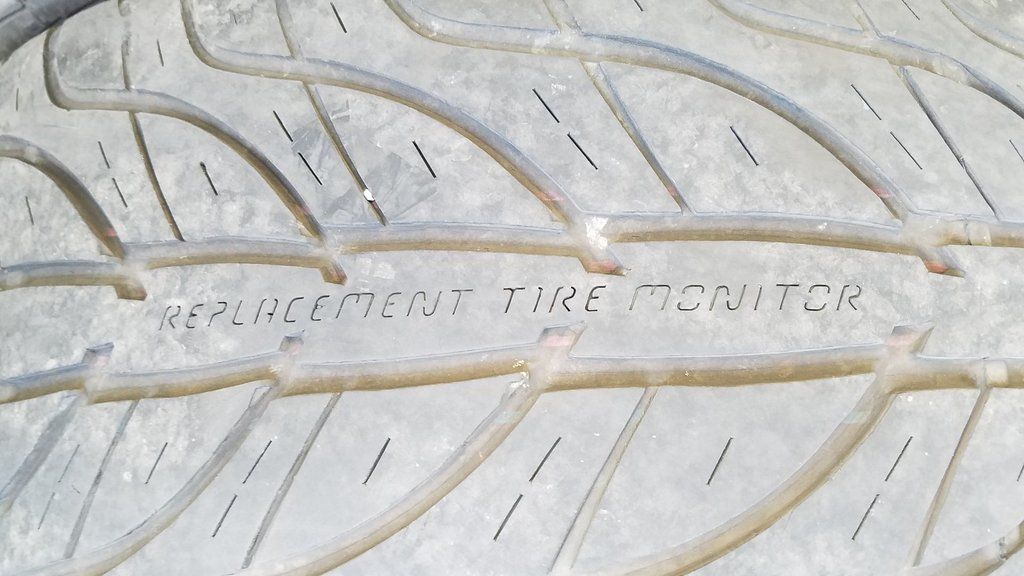 REPLACEMENT TIRE MONITOR